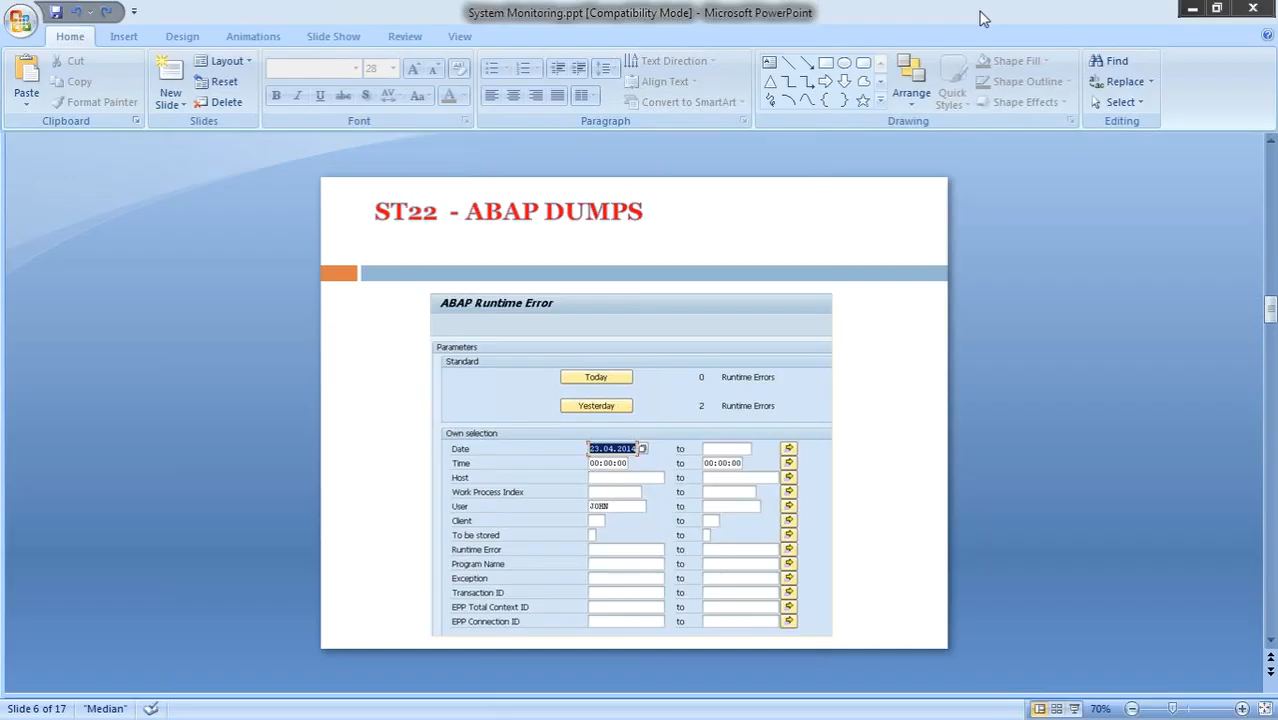 System Monitoring.ppt [Compatibility Mode] - Microsoft PowerPoint
Home Insert Design Animations Slide Show Review View
Paste
Cut
Copy
Format Painter
Clipboard
New Slide
Layout
Reset
Delete
Slides
28
B I U abc S AV Aa A
Font
Text Direction
Align Text
Convert to SmartArt
Paragraph
Arrange
Quick Styles
Shape Fill
Shape Outline
Shape Effects
Drawing
Find
Replace
Select
Editing
ST22 - ABAP DUMPS
ABAP Runtime Error
Parameters
Standard
Today 0 Runtime Errors
Yesterday 2 Runtime Errors
Own selection
Date 23.04.2014 to
Time 00:00:00 to 00:00:00
Host to
Work Process Index to
User JOHN to
Client to
To be stored to
Runtime Error to
Program Name to
Exception to
Transaction ID to
EPP Total Context ID to
EPP Connection ID to
Slide 6 of 17 "Median" 70%